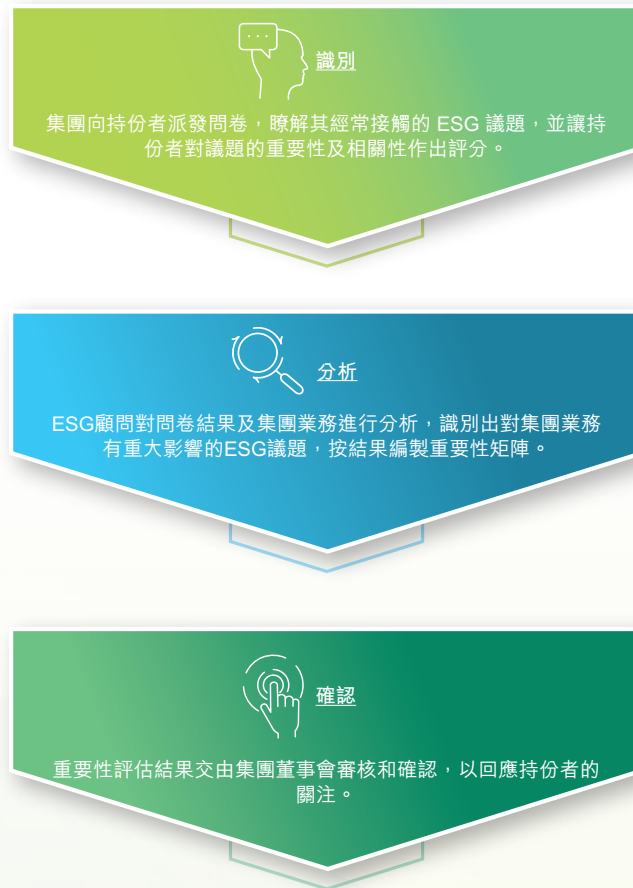 識別
集團向持份者派發問卷，瞭解其經常接觸的 ESG 議題，並讓持
份者對議題的重要性及相關性作出評分。
分析
ESG顧問對問卷結果及集團業務進行分析，識別出對集團業務
有重大影響的ESG議題，按結果編製重要性矩陣。
確認
重要性評估結果交由集團董事會審核和確認，以回應持份者的
關注。